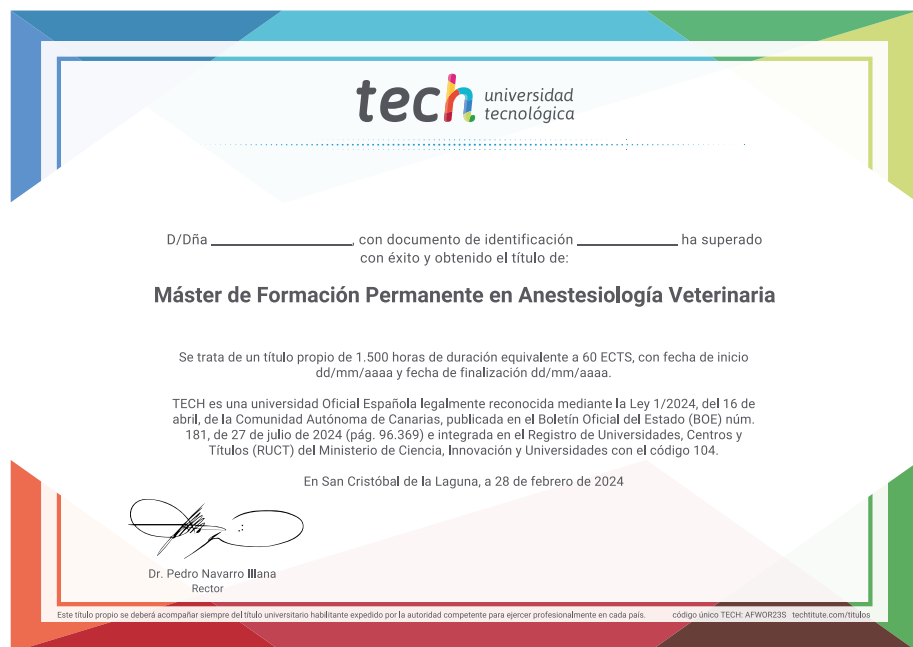 tech universidad
tecnológica
D/Dña ____________________, con documento de identificación ______________ ha superado
con éxito y obtenido el título de:
Máster de Formación Permanente en Anestesiología Veterinaria
Se trata de un título propio de 1.500 horas de duración equivalente a 60 ECTS, con fecha de inicio
dd/mm/aaaa y fecha de finalización dd/mm/aaaa.
TECH es una universidad Oficial Española legalmente reconocida mediante la Ley 1/2024, del 16 de
abril, de la Comunidad Autónoma de Canarias, publicada en el Boletín Oficial del Estado (BOE) núm.
181, de 27 de julio de 2024 (pág. 96.369) e integrada en el Registro de Universidades, Centros y
Títulos (RUCT) del Ministerio de Ciencia, Innovación y Universidades con el código 104.
En San Cristóbal de la Laguna, a 28 de febrero de 2024
Dr. Pedro Navarro Illana
Rector
Este título propio se deberá acompañar siempre del título universitario habilitante expedido por la autoridad competente para ejercer profesionalmente en cada país. código único TECH: AFWOR23S techtitute.com/titulos